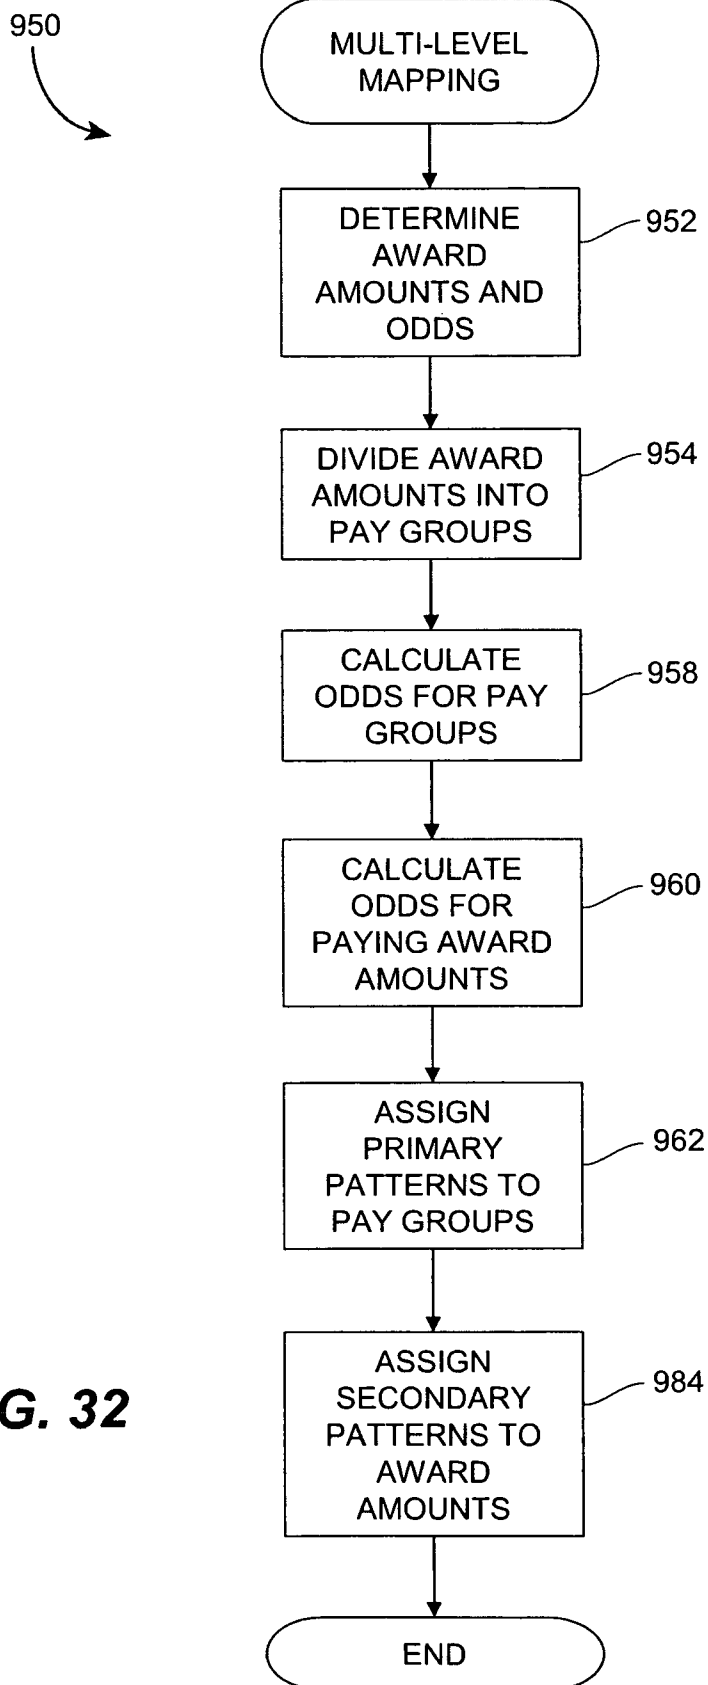 950
MULTI-LEVEL
MAPPING
DETERMINE
AWARD
AMOUNTS AND
ODDS
952
DIVIDE AWARD
AMOUNTS INTO
PAY GROUPS
954
CALCULATE
ODDS FOR PAY
GROUPS
958
CALCULATE
ODDS FOR
PAYING AWARD
AMOUNTS
960
ASSIGN
PRIMARY
PATTERNS TO
PAY GROUPS
962
ASSIGN
SECONDARY
PATTERNS TO
AWARD
AMOUNTS
984
G. 32
END